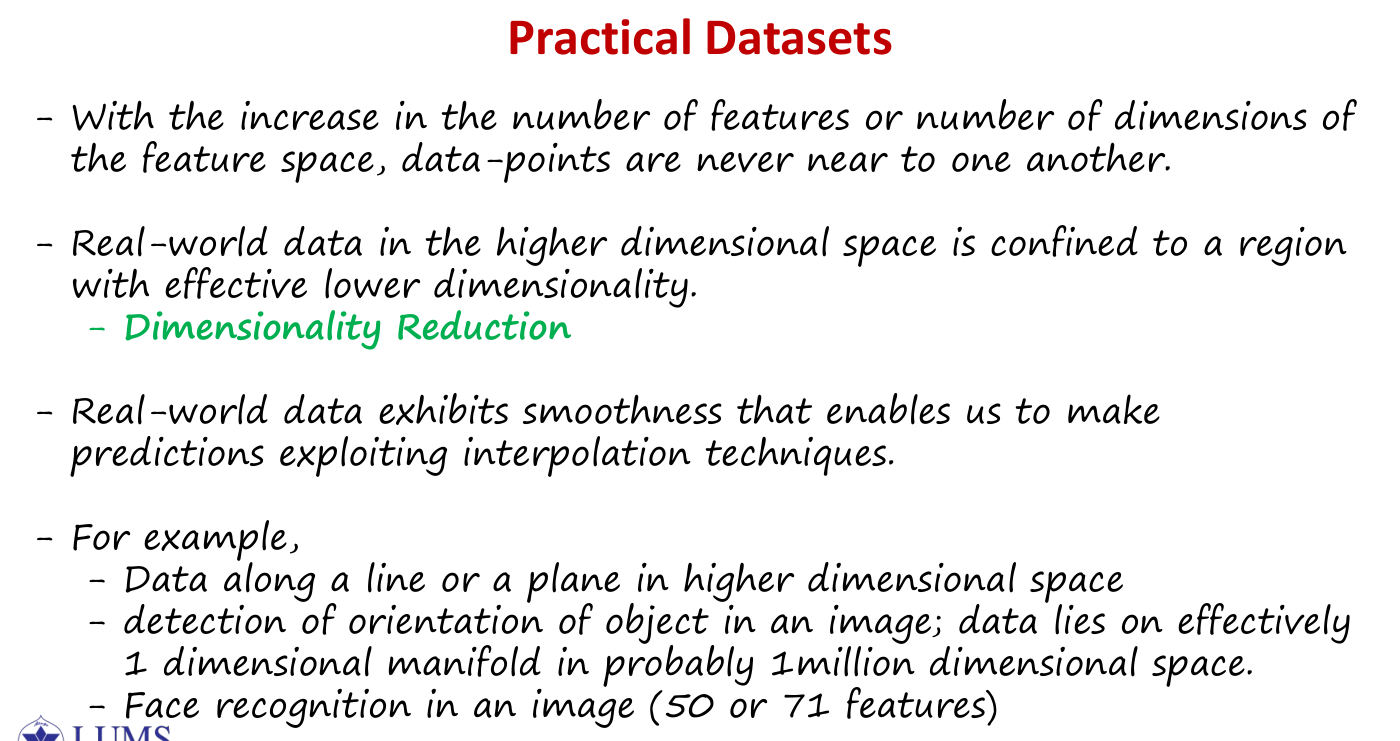 Practical Datasets
- With the increase in the number of features or number of dimensions of
the feature space, data-points are never near to one another.
- Real-world data in the higher dimensional space is confined to a region
with effective lower dimensionality.
- Dimensionality Reduction
- Real-world data exhibits smoothness that enables us to make
predictions exploiting interpolation techniques.
- For example,
- Data along a line or a plane in higher dimensional space
- detection of orientation of object in an image; data lies on effectively
1 dimensional manifold in probably 1million dimensional space.
- Face recognition in an image (50 or 71 features)
LUMS